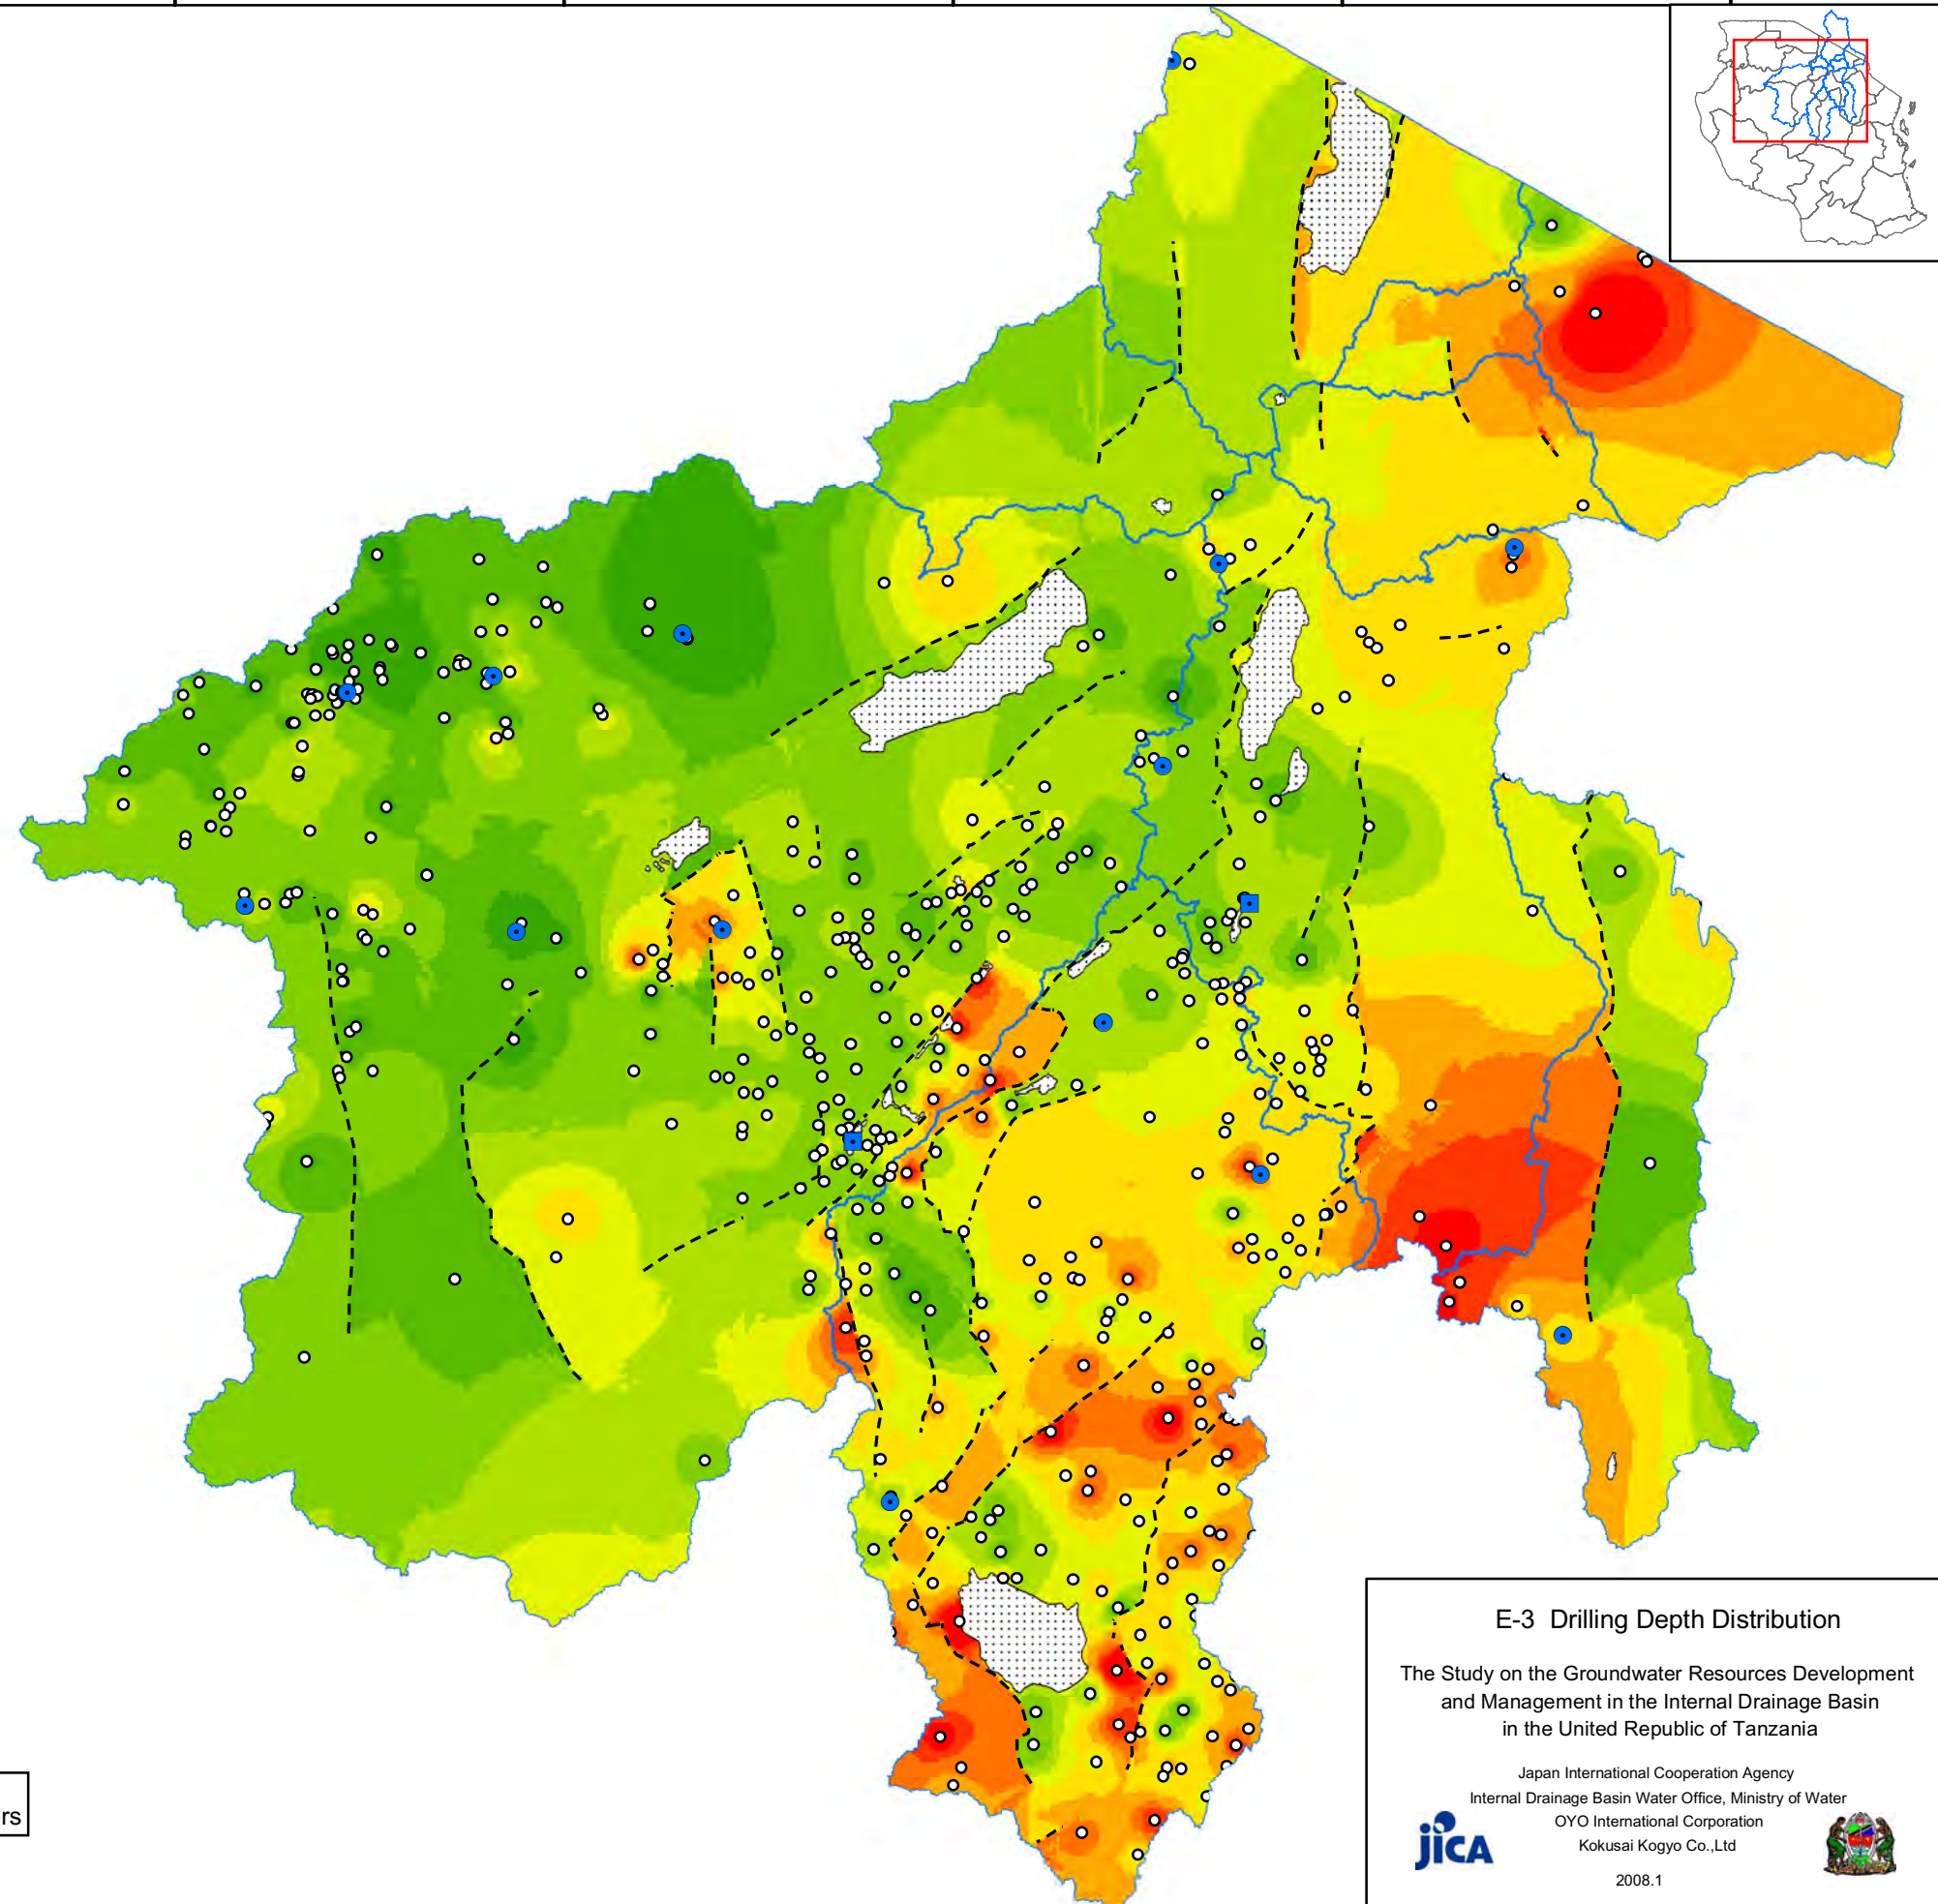 E-3 Drilling Depth Distribution
The Study on the Groundwater Resources Development
and Management in the Internal Drainage Basin
in the United Republic of Tanzania
Japan International Cooperation Agency
Internal Drainage Basin Water Office, Ministry of Water
OYO International Corporation
Kokusai Kogyo Co.,Ltd
jICA
2008.1
rs